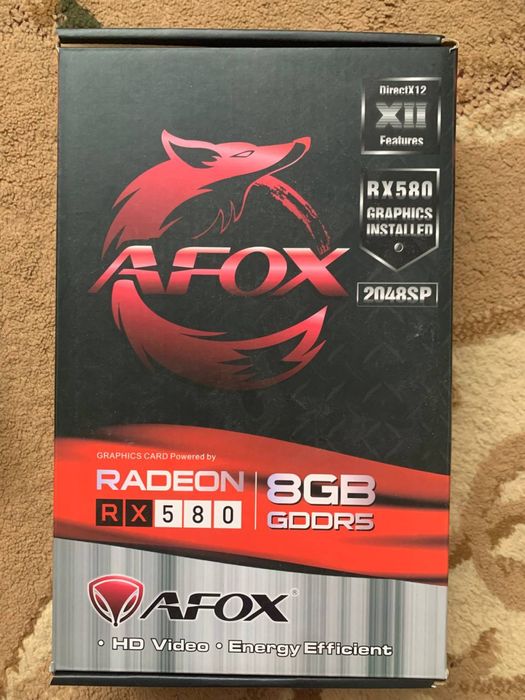 DirectX12
XII
Features
RX580
GRAPHICS
INSTALLED
2048SP
AFOX
GRAPHICS CARD Powered by
RADEON
RX580
8GB
GDDR5
AFOX®
• HD Video • Energy Efficient